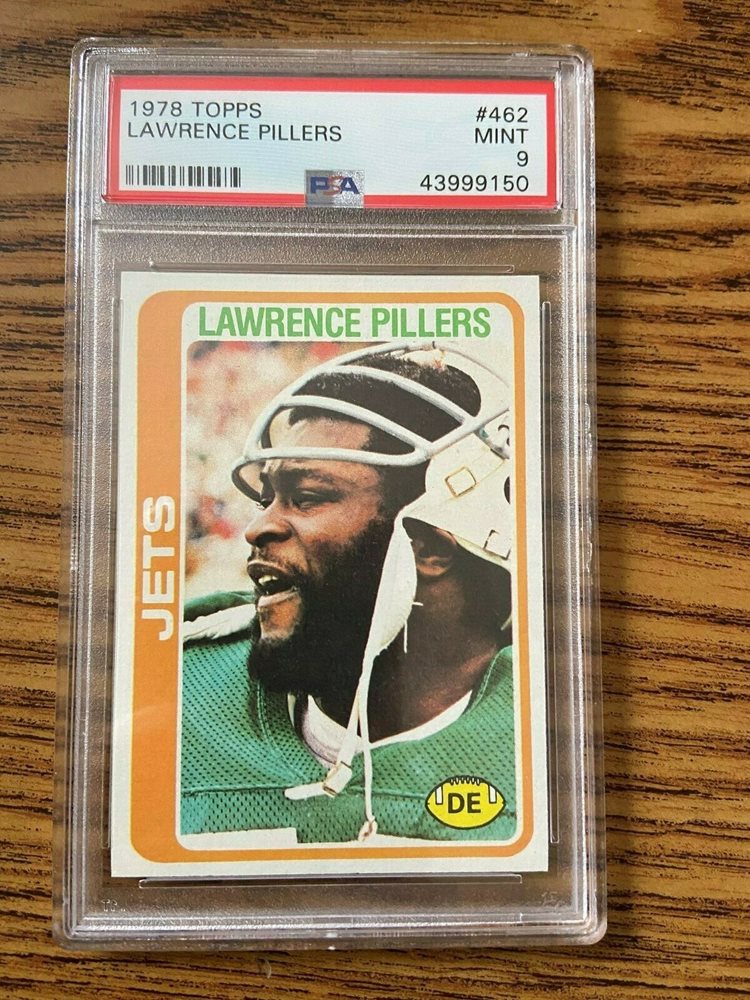 1978 TOPPS #462
LAWRENCE PILLERS MINT
9
PSA 43999150
LAWRENCE PILLERS
JETS
DE